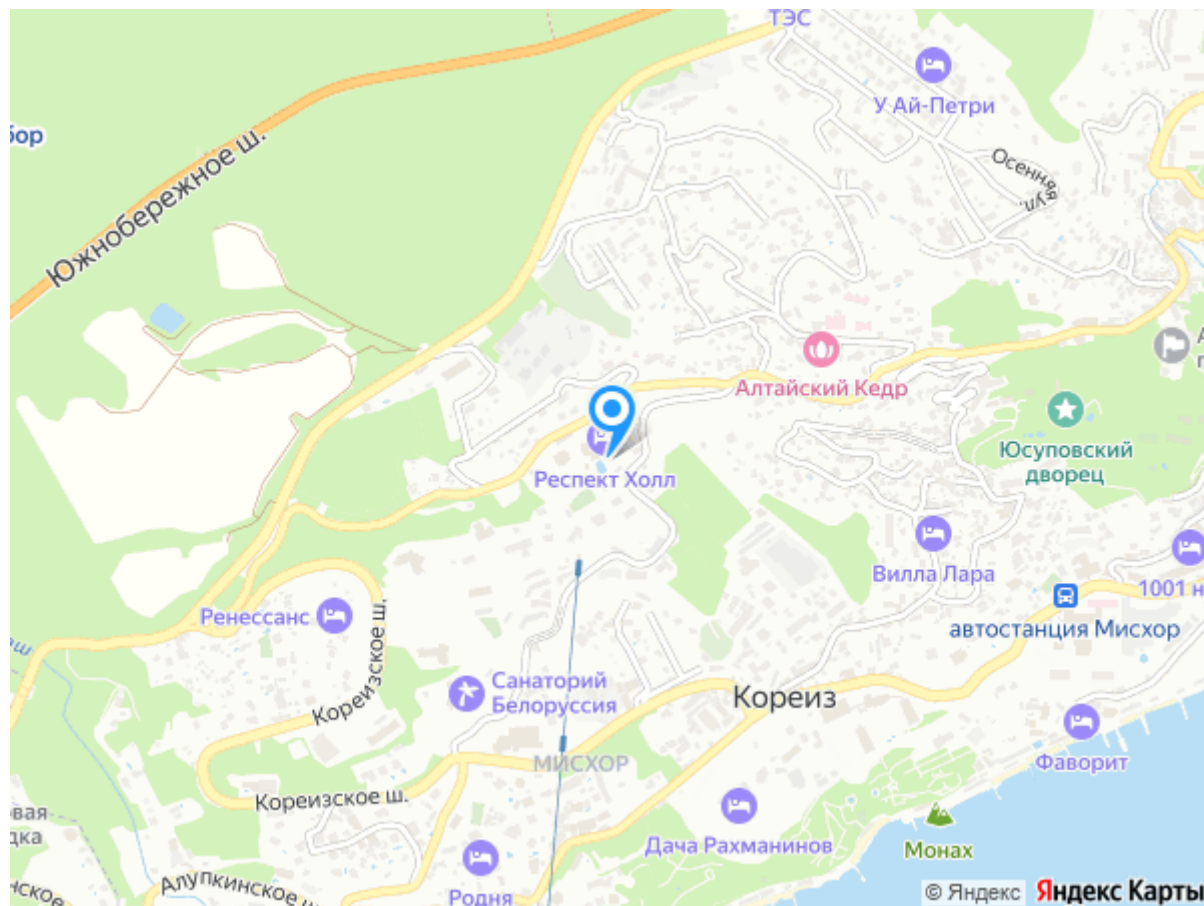 ТЭС
У Ай-Петри
бор
Южнобережное ш.
Осенняя
ул.
Алтайский Кедр
Юсуповский
дворец
Респект Холл
Вилла Лара
1001 н
Ренессанс
автостанция Мисхор
Кореизское ш.
Санаторий
Белоруссия
Кореиз
МИСХОР
Фаворит
Кореизское ш.
Дача Рахманинов
Монах
Алупкинское ш.
Родня
© Яндекс Яндекс Карты